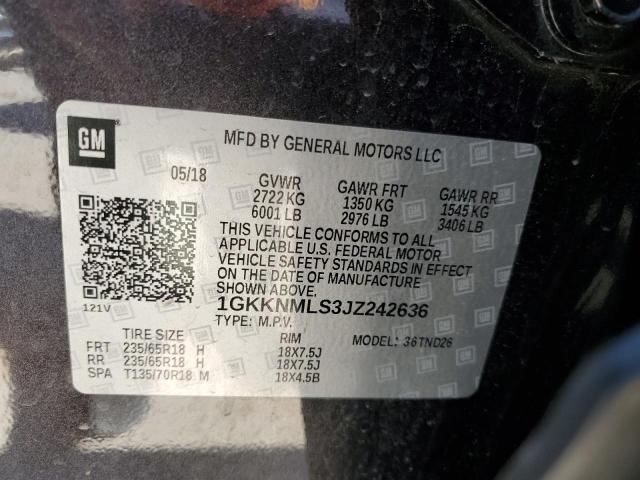 GM
MFD BY GENERAL MOTORS LLC
05/18 GVWR GAWR FRT GAWR RR
2722 KG 1350 KG 1545 KG
6001 LB 2976 LB 3406 LB
THIS VEHICLE CONFORMS TO ALL
APPLICABLE U.S. FEDERAL MOTOR
VEHICLE SAFETY STANDARDS IN EFFECT
ON THE DATE OF MANUFACTURE
SHOWN ABOVE.
1GKKNMLS3JZ242636
121V TYPE: M.P.V.
TIRE SIZE RIM MODEL: 36TND26
FRT 235/65R18 H 18X7.5J
RR 235/65R18 H 18X7.5J
SPA T135/70R18 M 18X4.5B